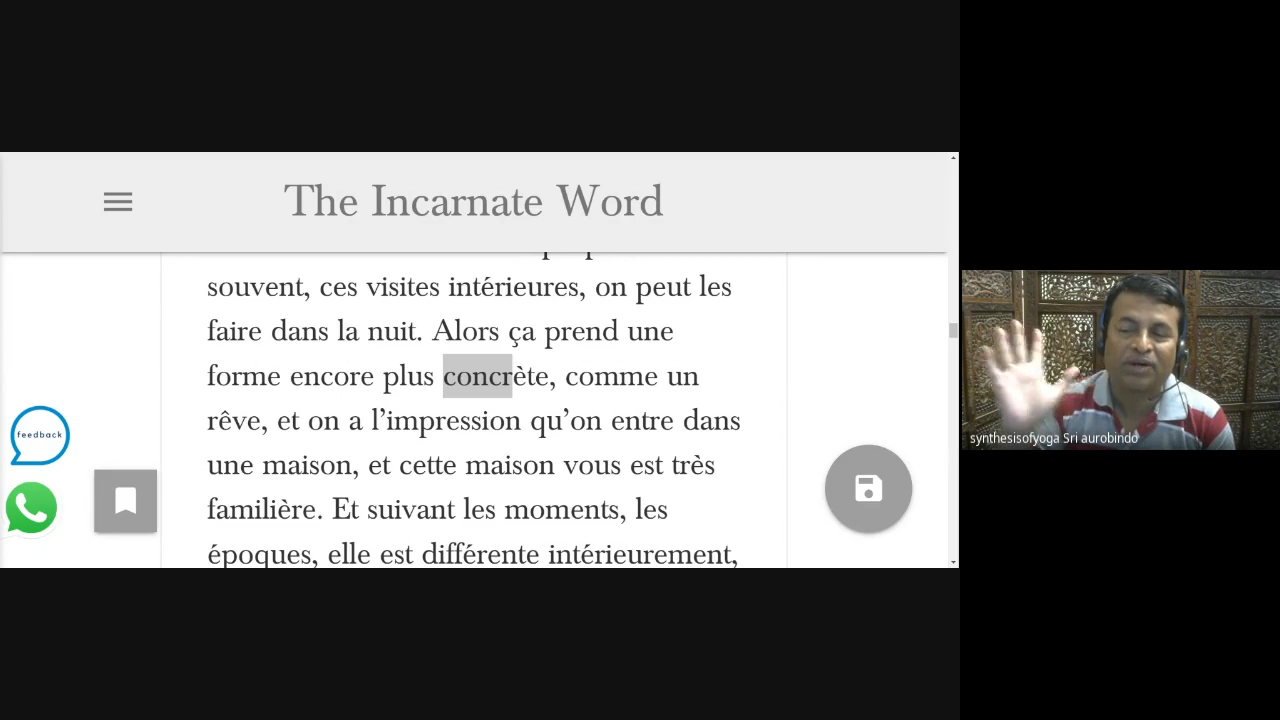 The Incarnate Word
souvent, ces visites intérieures, on peut les
faire dans la nuit. Alors ça prend une
forme encore plus concrète, comme un
rêve, et on a l’impression qu’on entre dans
une maison, et cette maison vous est très
familière. Et suivant les moments, les
époques, elle est différente intérieurement,
feedback
synthesisofyoga Sri aurobindo